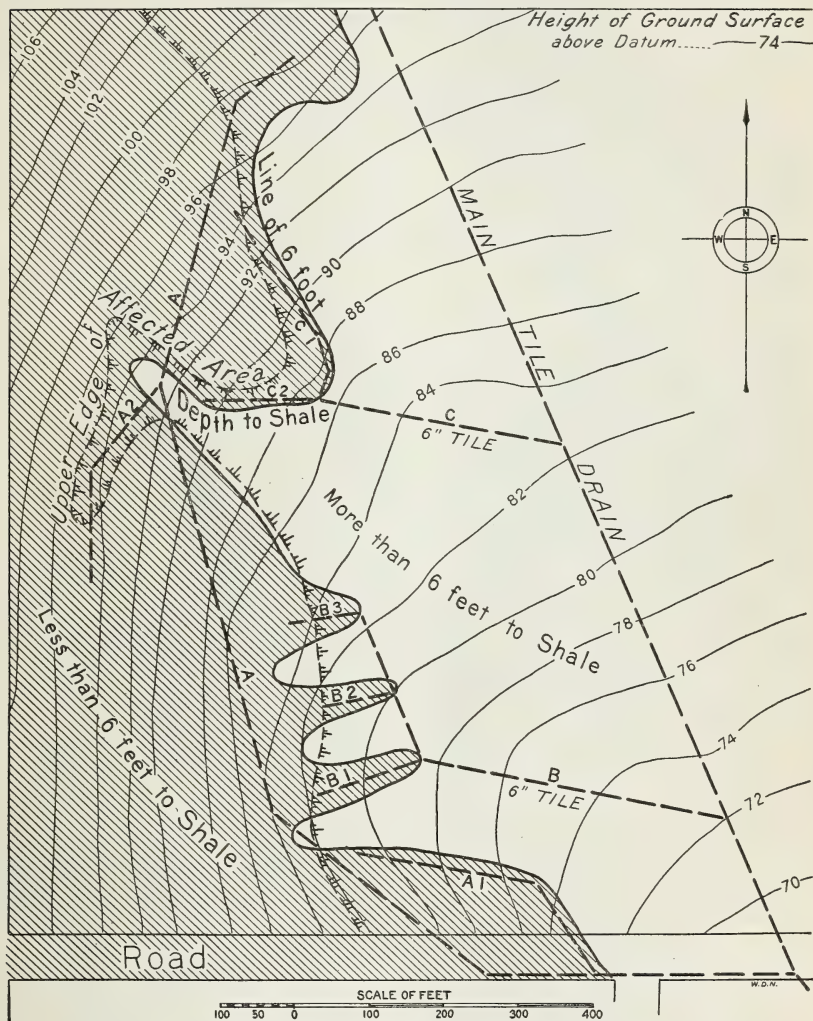 Height of Ground Surface
above Datum...... 74
106
104
102
100
98
96
94
92
90
88
86
84
82
80
78
76
74
72
70
Line of 6 foot
Depth to Shale
MAIN TILE DRAIN
N
W E
S
Upper Edge of
Affected Area
A
A2
C1
C2
C
6" TILE
More than 6 feet to Shale
Less than 6 feet to Shale
A
B3
B2
B1
B
6" TILE
A1
Road
W.D.N.
SCALE OF FEET
100 50 0 100 200 300 400